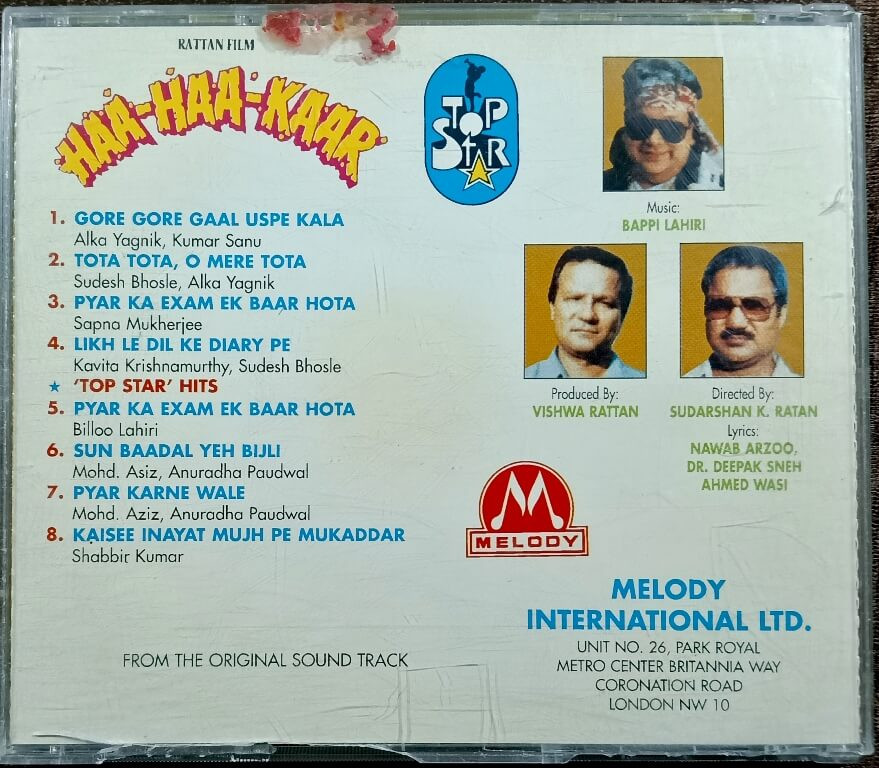 RATTAN FILM
HAA-HAA-KAAR
TOP
STAR
1. GORE GORE GAAL USPE KALA
Alka Yagnik, Kumar Sanu
2. TOTA TOTA, O MERE TOTA
Sudesh Bhosle, Alka Yagnik
3. PYAR KA EXAM EK BAAR HOTA
Sapna Mukherjee
4. LIKH LE DIL KE DIARY PE
Kavita Krishnamurthy, Sudesh Bhosle
★ 'TOP STAR' HITS
5. PYAR KA EXAM EK BAAR HOTA
Billoo Lahiri
6. SUN BAADAL YEH BIJLI
Mohd. Asiz, Anuradha Paudwal
7. PYAR KARNE WALE
Mohd. Aziz, Anuradha Paudwal
8. KAISEE INAYAT MUJH PE MUKADDAR
Shabbir Kumar
FROM THE ORIGINAL SOUND TRACK
Music:
BAPPI LAHIRI
Produced By:
VISHWA RATTAN
Directed By:
SUDARSHAN K. RATAN
Lyrics:
NAWAB ARZOO,
DR. DEEPAK SNEH
AHMED WASI
MELODY
MELODY
INTERNATIONAL LTD.
UNIT NO. 26, PARK ROYAL
METRO CENTER BRITANNIA WAY
CORONATION ROAD
LONDON NW 10